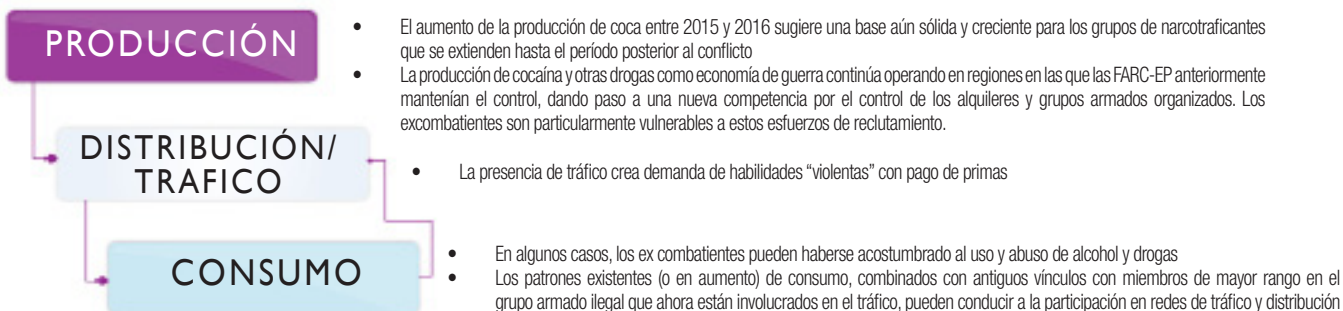 PRODUCCIÓN
• El aumento de la producción de coca entre 2015 y 2016 sugiere una base aún sólida y creciente para los grupos de narcotraficantes
que se extienden hasta el período posterior al conflicto
• La producción de cocaína y otras drogas como economía de guerra continúa operando en regiones en las que las FARC-EP anteriormente
mantenían el control, dando paso a una nueva competencia por el control de los alquileres y grupos armados organizados. Los
excombatientes son particularmente vulnerables a estos esfuerzos de reclutamiento.
DISTRIBUCIÓN/
TRAFICO
• La presencia de tráfico crea demanda de habilidades “violentas” con pago de primas
CONSUMO
• En algunos casos, los ex combatientes pueden haberse acostumbrado al uso y abuso de alcohol y drogas
• Los patrones existentes (o en aumento) de consumo, combinados con antiguos vínculos con miembros de mayor rango en el
grupo armado ilegal que ahora están involucrados en el tráfico, pueden conducir a la participación en redes de tráfico y distribución